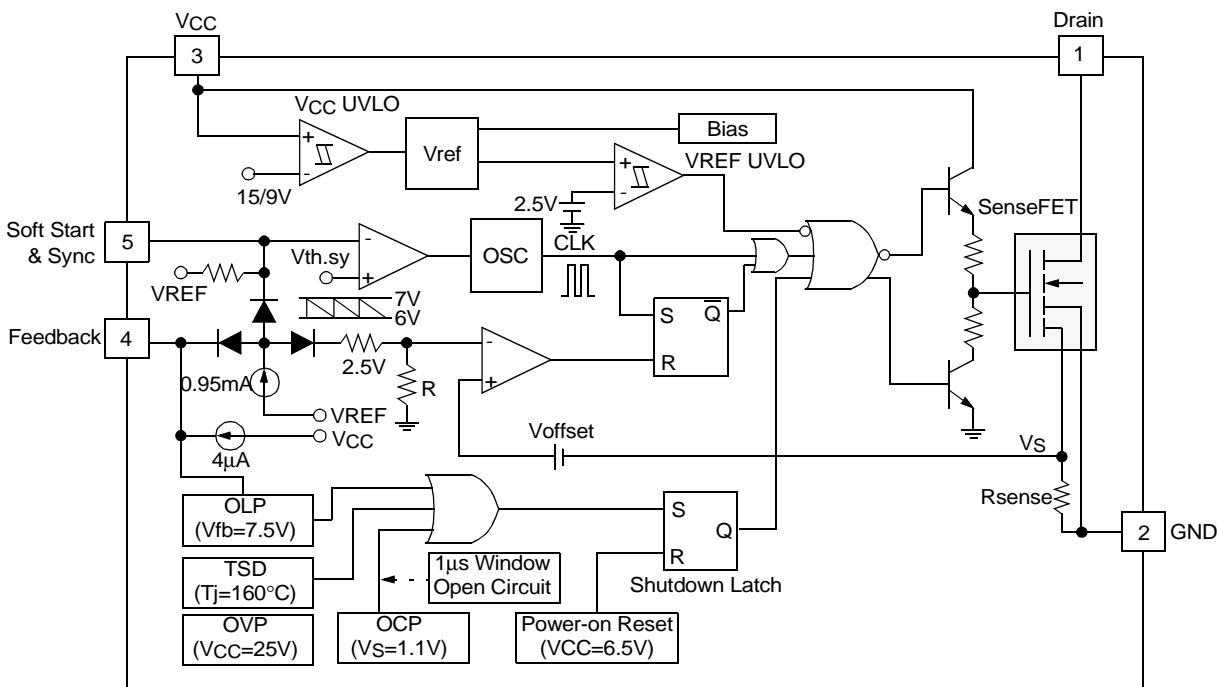 VCC
Drain
3
1
VCC UVLO
+
-
15/9V
Vref
Bias
VREF UVLO
+
-
2.5V
SenseFET
Soft Start
& Sync
5
-
+
Vth.sy
OSC
CLK
VREF
7V
6V
Feedback
4
2.5V
R
-
+
S
Q
R
0.95mA
VREF
VCC
4μA
Voffset
VS
Rsense
2
GND
OLP
(Vfb=7.5V)
TSD
(Tj=160°C)
OVP
(VCC=25V)
1μs Window
Open Circuit
OCP
(VS=1.1V)
S
Q
R
Shutdown Latch
Power-on Reset
(VCC=6.5V)